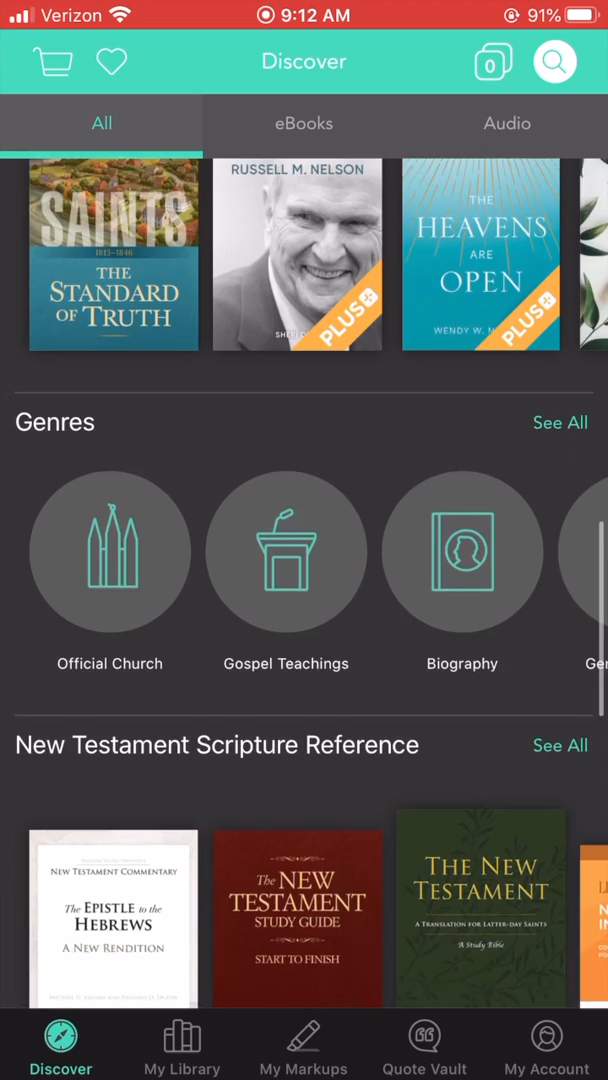 Verizon 9:12 AM 91%
Discover
0
All eBooks Audio
SAINTS
1815–1846
THE
STANDARD
OF TRUTH
RUSSELL M. NELSON
PLUS
THE
HEAVENS
ARE
OPEN
WENDY W.
PLUS
Genres See All
Official Church Gospel Teachings Biography
New Testament Scripture Reference See All
NEW TESTAMENT COMMENTARY
The EPISTLE to the
HEBREWS
A NEW RENDITION
The NEW
TESTAMENT
STUDY GUIDE
START TO FINISH
THE NEW
TESTAMENT
A TRANSLATION FOR LATTER-DAY SAINTS
A Study Bible
Discover My Library My Markups Quote Vault My Account